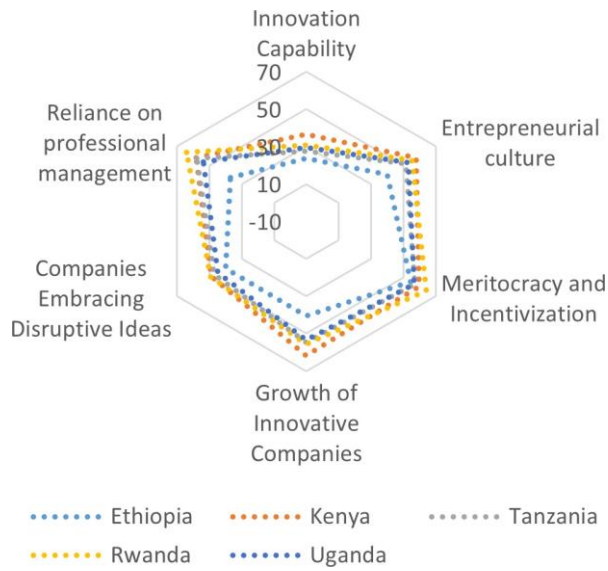 Innovation
Capability
70
50
30
10
-10
Entrepreneurial
culture
Meritocracy and
Incentivization
Growth of
Innovative
Companies
Companies
Embracing
Disruptive Ideas
Reliance on
professional
management
Ethiopia
Kenya
Tanzania
Rwanda
Uganda